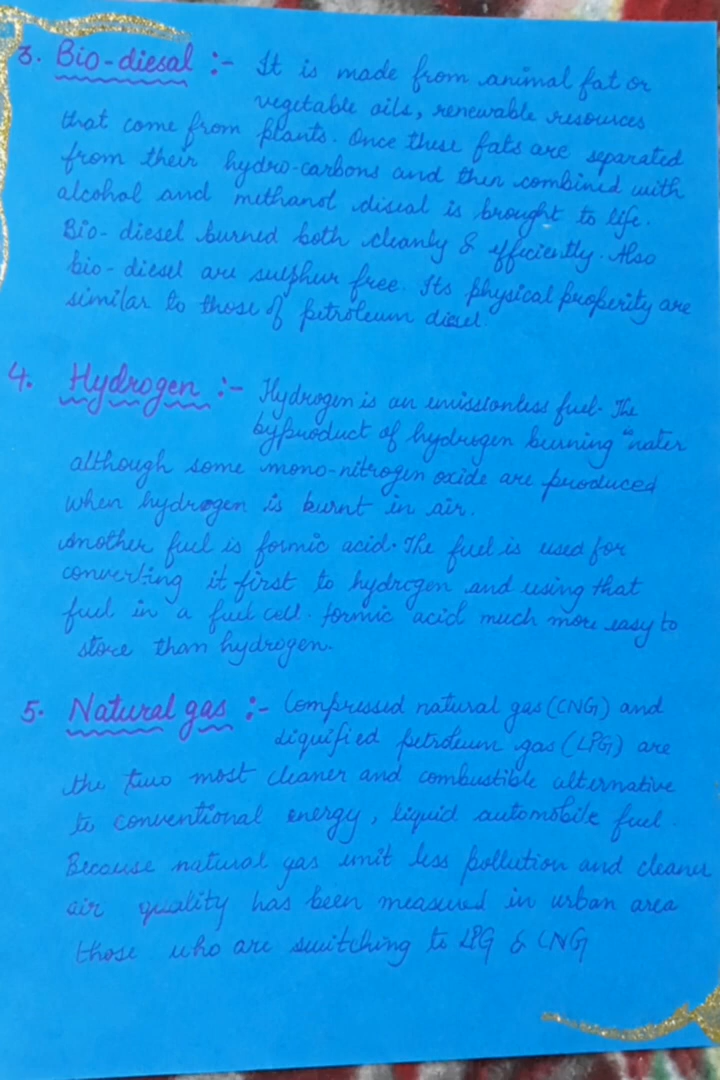 3. Bio-diesal :- It is made from animal fat or
vegetable oils, renewable resources
that come from plants. Once these fats are separated
from their hydro-carbons and then combined with
alcohal and methanol diseal is brought to life.
Bio-diesel burned both cleanly & efficiently. Also
bio-diesel are sulphur free. Its physical properity are
similar to those of petroleum diesel.
4. Hydrogen :- Hydrogen is an emissionless fuel. The
byproduct of hydrogen burning is water
although some mono-nitrogen oxide are produced
when hydrogen is burnt in air.
Another fuel is formic acid. The fuel is used for
converting it first to hydrogen and using that
fuel in a fuel cell. formic acid much more easy to
store than hydrogen.
5. Natural gas :- Compressed natural gas (CNG) and
liquified petroleum gas (LPG) are
the two most cleaner and combustible alternative
to conventional energy, liquid automobile fuel.
Because natural gas emit less pollution and cleaner
air quality has been measured in urban area
those who are switching to LPG & CNG